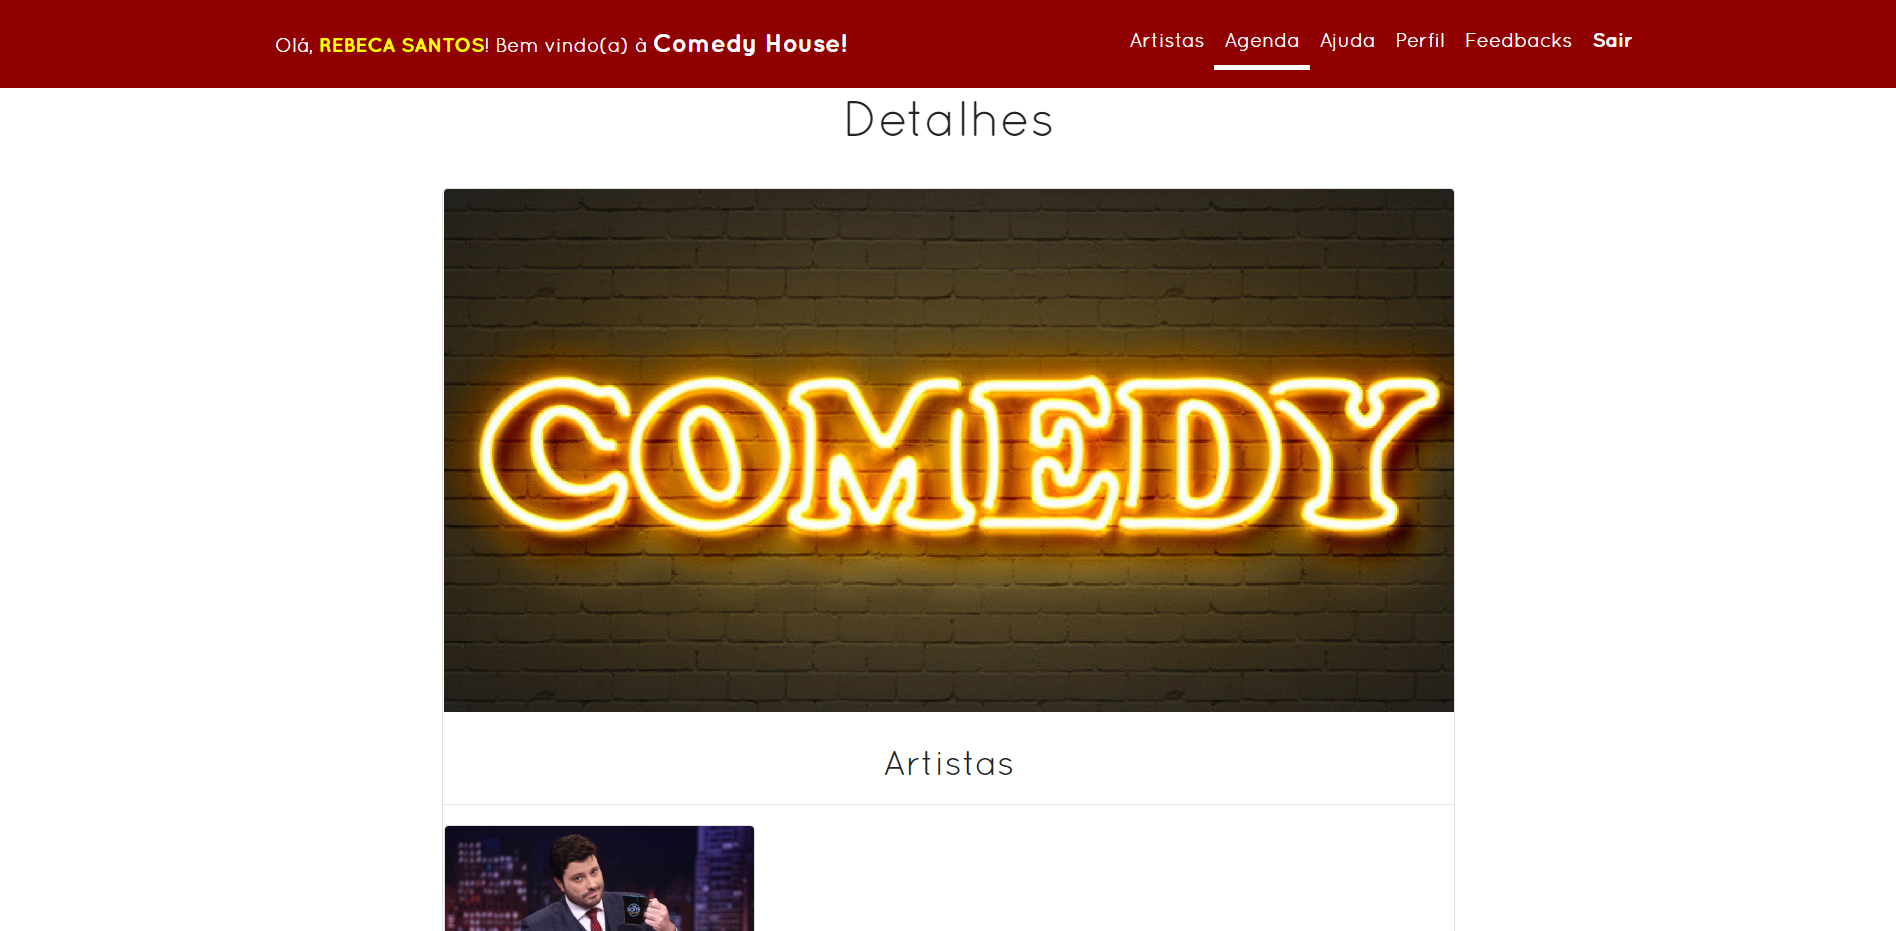 Olá, REBECA SANTOS! Bem vindo(a) à Comedy House!
Artistas Agenda Ajuda Perfil Feedbacks Sair
Detalhes
COMEDY
Artistas